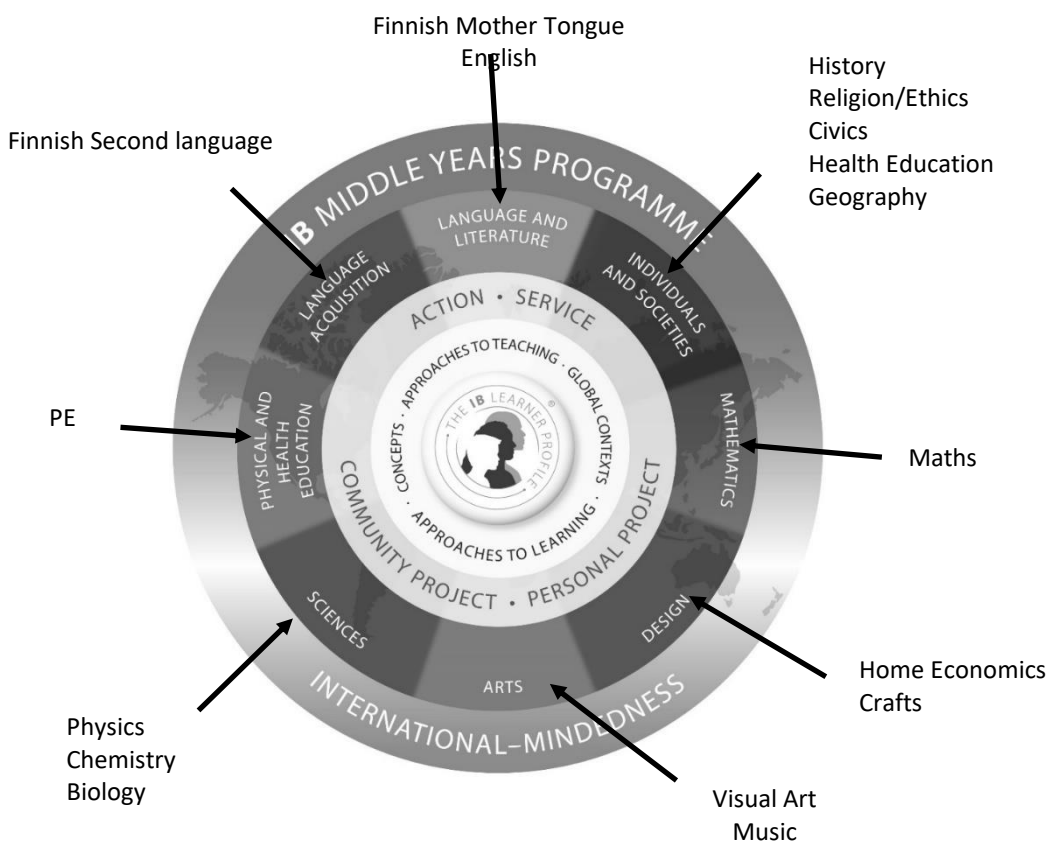 Finnish Mother Tongue
English
History
Religion/Ethics
Civics
Health Education
Geography
Finnish Second language
IB MIDDLE YEARS PROGRAMME
LANGUAGE AND
LITERATURE
LANGUAGE
ACQUISITION
INDIVIDUALS
AND SOCIETIES
ACTION • SERVICE
APPROACHES TO TEACHING · GLOBAL CONTEXTS ·
CONCEPTS ·
THE IB LEARNER PROFILE ®
PHYSICAL AND
HEALTH
EDUCATION
MATHEMATICS
PE
Maths
APPROACHES TO LEARNING ·
COMMUNITY PROJECT • PERSONAL PROJECT
SCIENCES
DESIGN
ARTS
INTERNATIONAL–MINDEDNESS
Home Economics
Crafts
Physics
Chemistry
Biology
Visual Art
Music